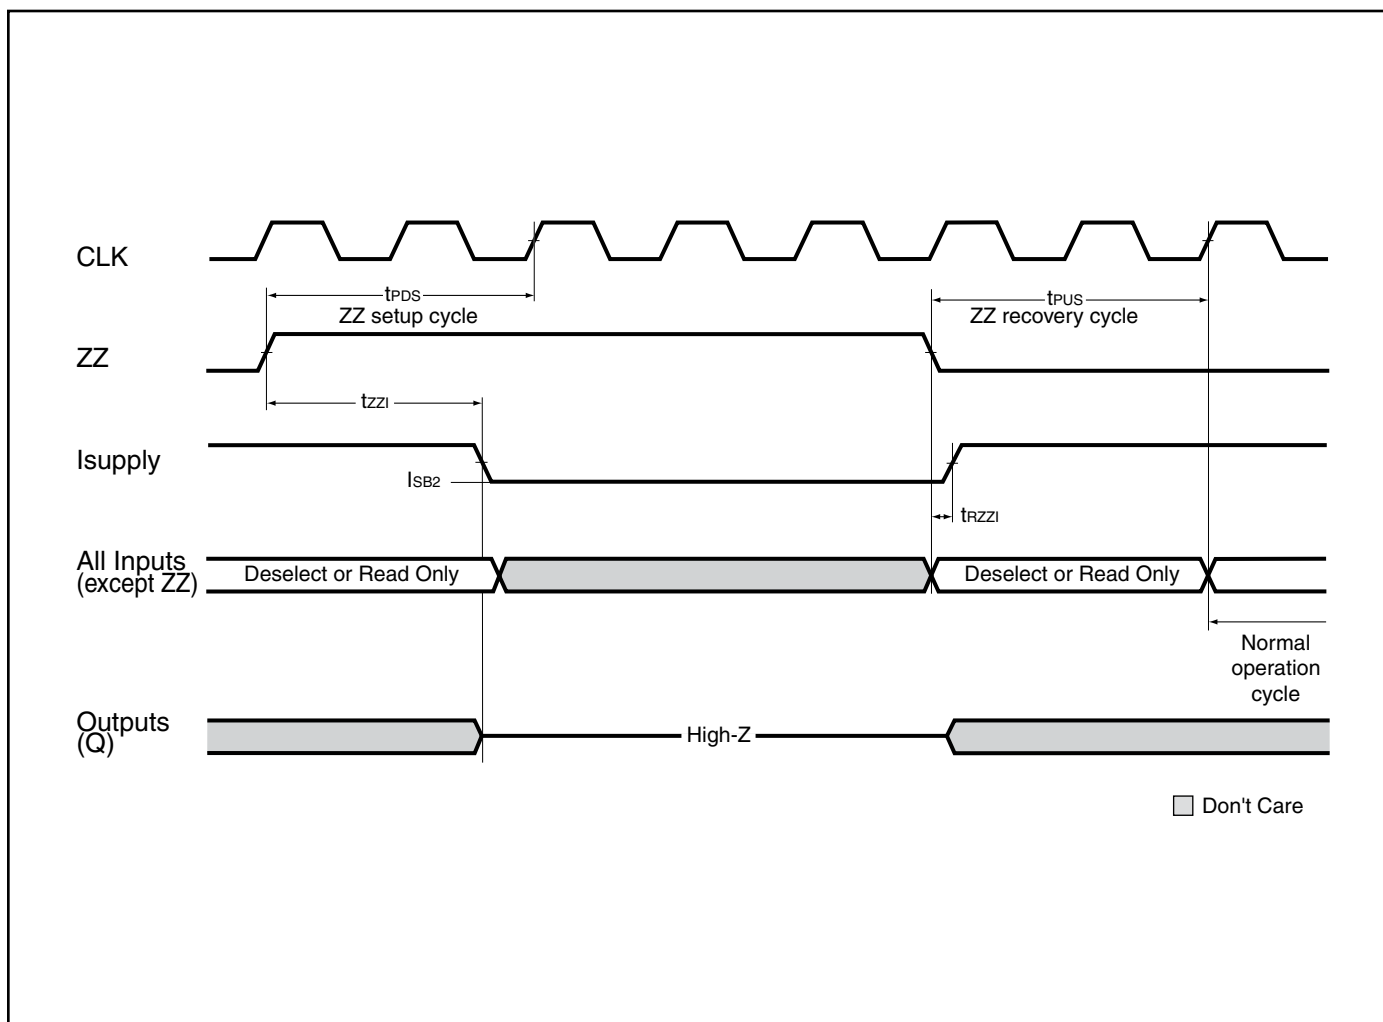 CLK
tPDS
ZZ setup cycle
tPUS
ZZ recovery cycle
ZZ
tZZI
Isupply
ISB2
tRZZI
All Inputs
(except ZZ)
Deselect or Read Only
Deselect or Read Only
Normal
operation
cycle
Outputs
(Q)
High-Z
Don't Care